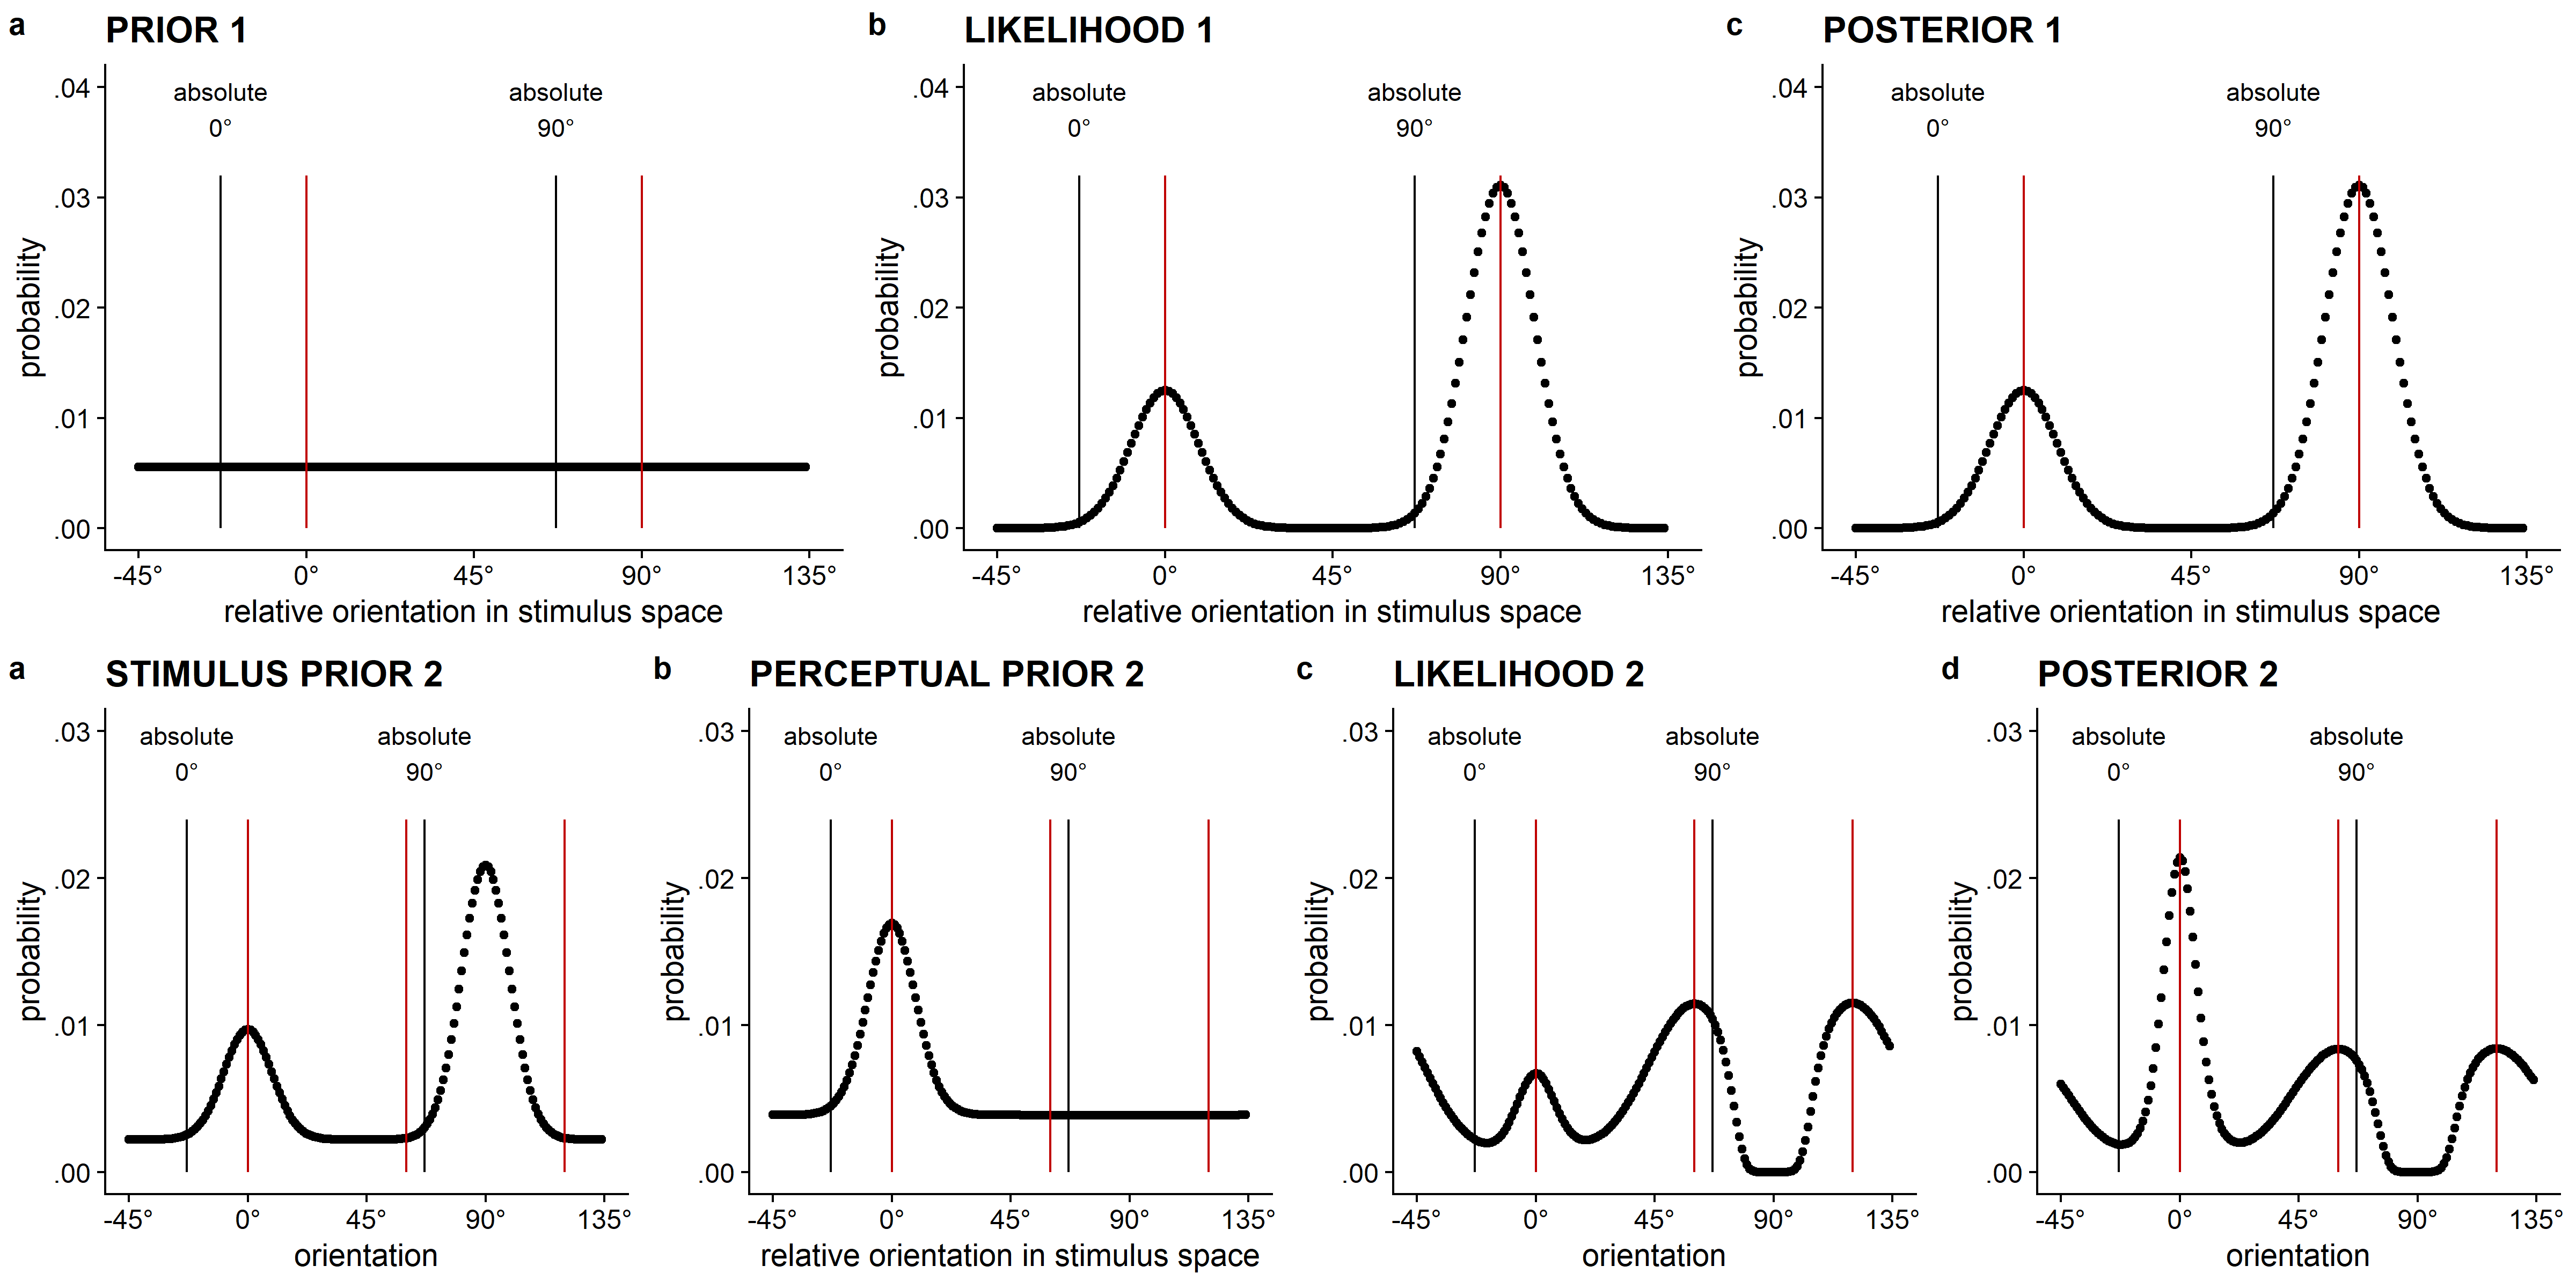 a PRIOR 1
absolute 0°
absolute 90°
.04
.03
.02
.01
.00
probability
-45° 0° 45° 90° 135°
relative orientation in stimulus space
b LIKELIHOOD 1
absolute 0°
absolute 90°
.04
.03
.02
.01
.00
probability
-45° 0° 45° 90° 135°
relative orientation in stimulus space
c POSTERIOR 1
absolute 0°
absolute 90°
.04
.03
.02
.01
.00
probability
-45° 0° 45° 90° 135°
relative orientation in stimulus space
a STIMULUS PRIOR 2
absolute 0°
absolute 90°
.03
.02
.01
.00
probability
-45° 0° 45° 90° 135°
orientation
b PERCEPTUAL PRIOR 2
absolute 0°
absolute 90°
.03
.02
.01
.00
probability
-45° 0° 45° 90° 135°
relative orientation in stimulus space
c LIKELIHOOD 2
absolute 0°
absolute 90°
.03
.02
.01
.00
probability
-45° 0° 45° 90° 135°
orientation
d POSTERIOR 2
absolute 0°
absolute 90°
.03
.02
.01
.00
probability
-45° 0° 45° 90° 135°
orientation